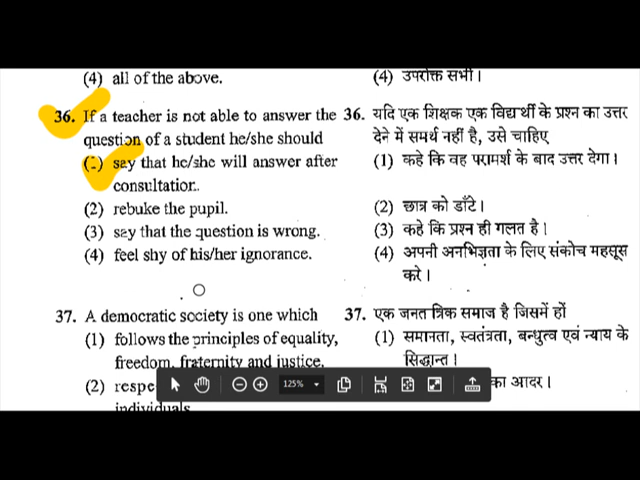 (4) all of the above.
36. If a teacher is not able to answer the
question of a student he/she should
(1) say that he/she will answer after
consultation.
(2) rebuke the pupil.
(3) say that the question is wrong.
(4) feel shy of his/her ignorance.
37. A democratic society is one which
(1) follows the principles of equality,
freedom, fraternity and justice.
(2) respe
individuals
(4) उपरोक्त सभी।
36. यदि एक शिक्षक एक विद्यार्थी के प्रश्न का उत्तर
देने में समर्थ नहीं है, उसे चाहिए
(1) कहे कि वह परामर्श के बाद उत्तर देगा।
(2) छात्र को डाँटे।
(3) कहे कि प्रश्न ही गलत है।
(4) अपनी अनभिज्ञता के लिए संकोच महसूस
करे।
37. एक जनत त्रिक समाज है जिसमें हों
(1) समानता, स्वतंत्रता, बन्धुत्व एवं न्याय के
सिद्धान्त।
का आदर।
125%